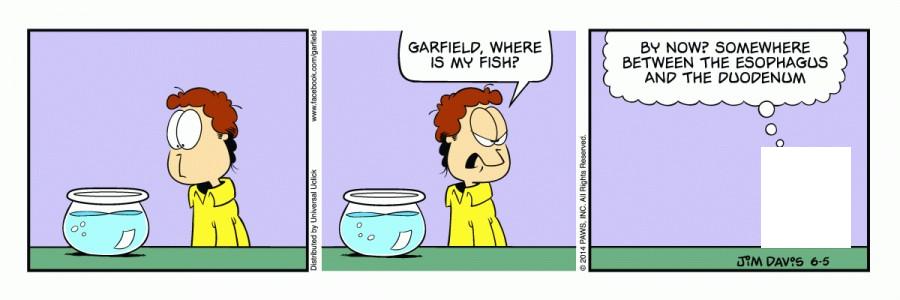 www.facebook.com/garfield
Distributed by Universal Uclick
GARFIELD, WHERE
IS MY FISH?
© 2014 PAWS, INC. All Rights Reserved.
BY NOW? SOMEWHERE
BETWEEN THE ESOPHAGUS
AND THE DUODENUM
JIM DAVIS 6-5